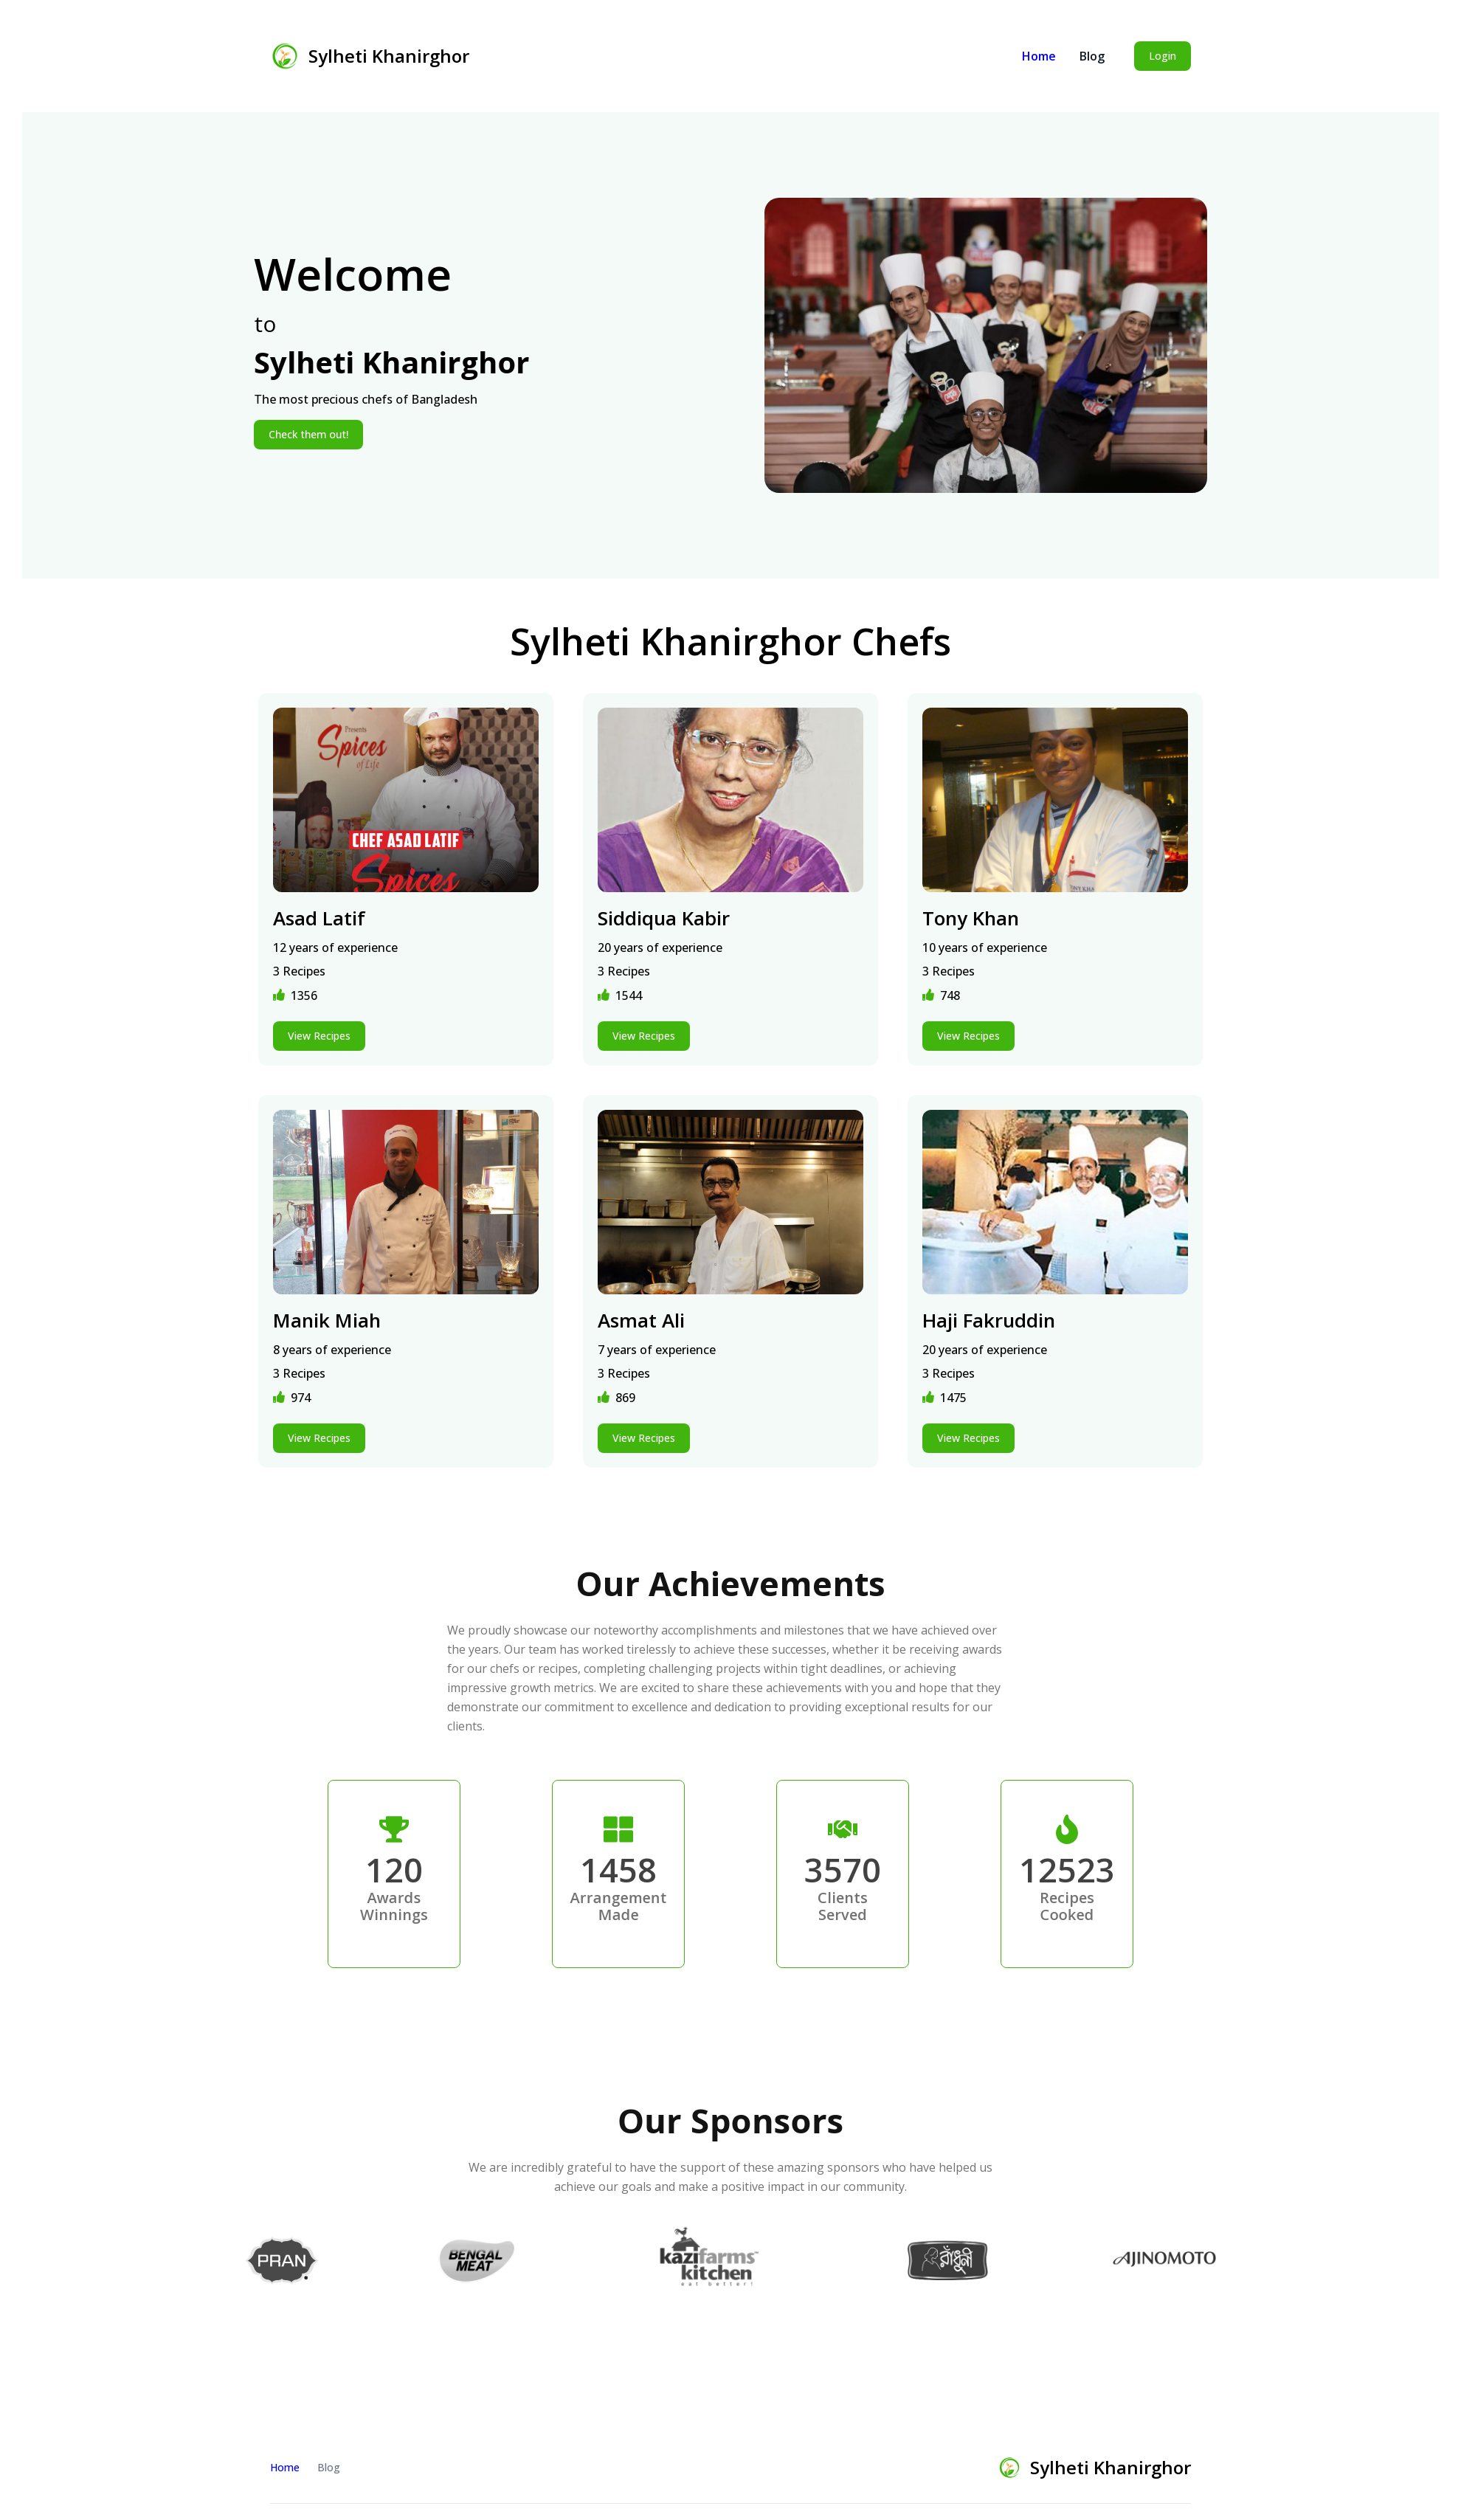 Sylheti Khanirghor
Home
Blog
Login
Welcome
to
Sylheti Khanirghor
The most precious chefs of Bangladesh
Check them out!
Sylheti Khanirghor Chefs
Presents
Spices
of Life
CHEF ASAD LATIF
Spices
Asad Latif
12 years of experience
3 Recipes
1356
View Recipes
Siddiqua Kabir
20 years of experience
3 Recipes
1544
View Recipes
Tony Khan
10 years of experience
3 Recipes
748
View Recipes
Manik Miah
8 years of experience
3 Recipes
974
View Recipes
Asmat Ali
7 years of experience
3 Recipes
869
View Recipes
Haji Fakruddin
20 years of experience
3 Recipes
1475
View Recipes
Our Achievements
We proudly showcase our noteworthy accomplishments and milestones that we have achieved over
the years. Our team has worked tirelessly to achieve these successes, whether it be receiving awards
for our chefs or recipes, completing challenging projects within tight deadlines, or achieving
impressive growth metrics. We are excited to share these achievements with you and hope that they
demonstrate our commitment to excellence and dedication to providing exceptional results for our
clients.
120
Awards
Winnings
1458
Arrangement
Made
3570
Clients
Served
12523
Recipes
Cooked
Our Sponsors
We are incredibly grateful to have the support of these amazing sponsors who have helped us
achieve our goals and make a positive impact in our community.
PRAN
BENGAL
MEAT
kazifarms
kitchen
eat better!
রাঁধুনী
AJINOMOTO
Home
Blog
Sylheti Khanirghor